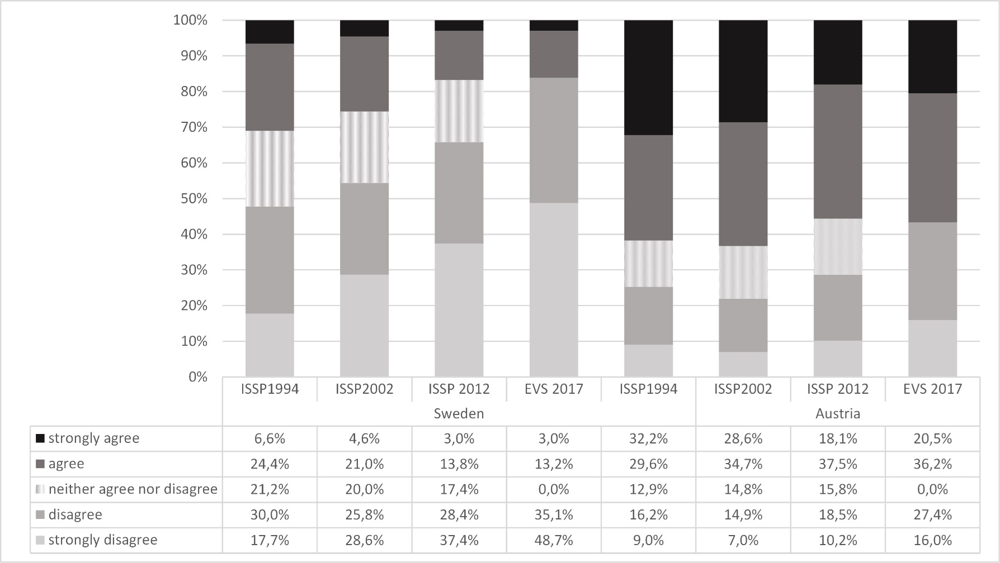 100%
90%
80%
70%
60%
50%
40%
30%
20%
10%
0%
ISSP1994 ISSP2002 ISSP 2012 EVS 2017 ISSP1994 ISSP2002 ISSP 2012 EVS 2017
Sweden Austria
strongly agree 6,6% 4,6% 3,0% 3,0% 32,2% 28,6% 18,1% 20,5%
agree 24,4% 21,0% 13,8% 13,2% 29,6% 34,7% 37,5% 36,2%
neither agree nor disagree 21,2% 20,0% 17,4% 0,0% 12,9% 14,8% 15,8% 0,0%
disagree 30,0% 25,8% 28,4% 35,1% 16,2% 14,9% 18,5% 27,4%
strongly disagree 17,7% 28,6% 37,4% 48,7% 9,0% 7,0% 10,2% 16,0%